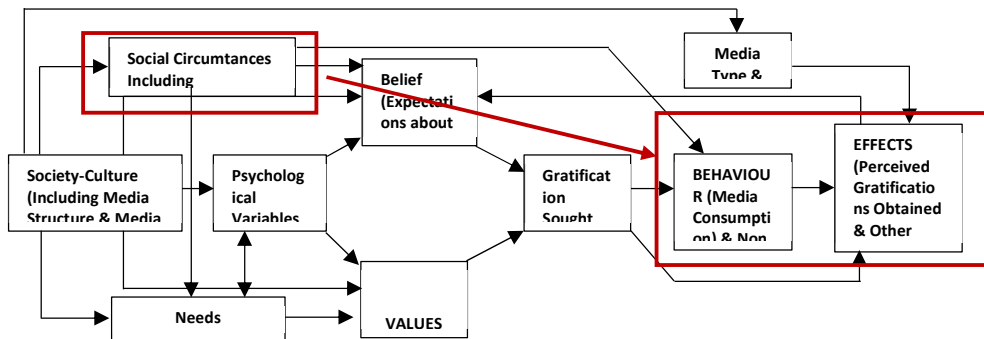 Social Circumtances
Including
Media
Type &
Belief
(Expectati
ons about
Society-Culture
(Including Media
Structure & Media
Psycholog
ical
Variables
Gratificat
ion
Sought
BEHAVIOU
R (Media
Consumpti
on) & Non
EFFECTS
(Perceived
Gratificatio
ns Obtained
& Other
Needs
VALUES